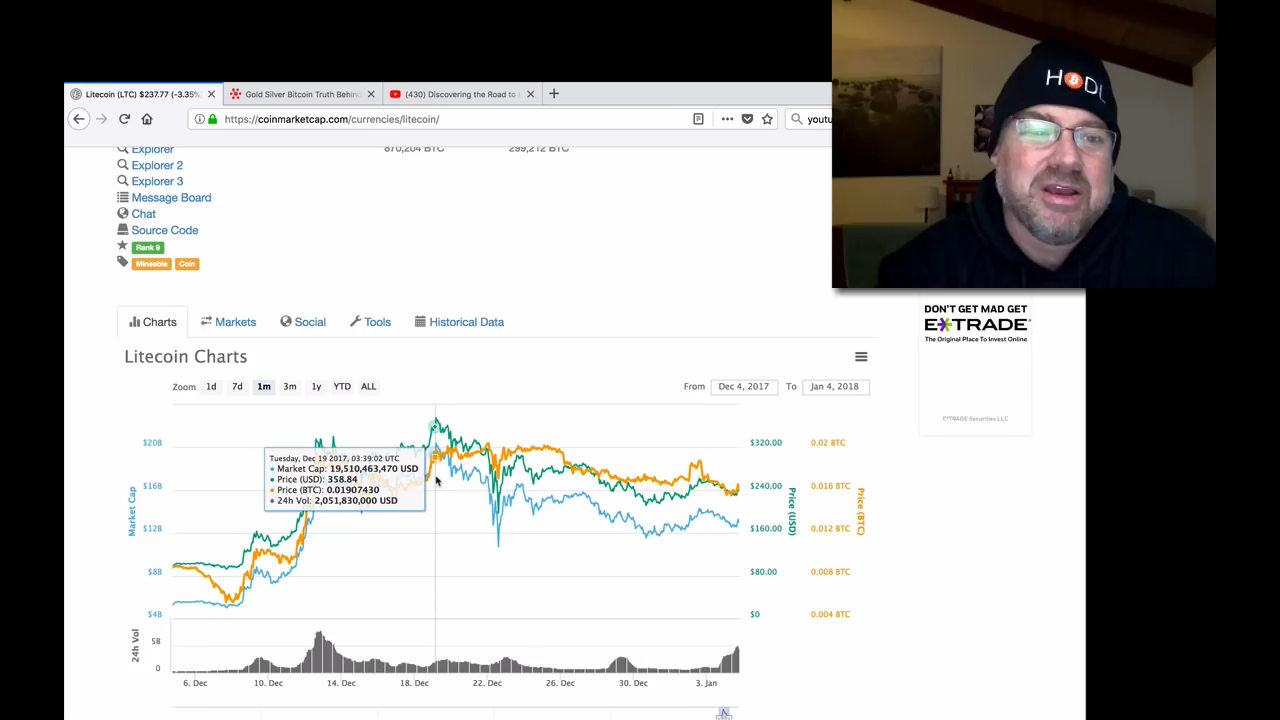 Litecoin (LTC) $237.77 (-3.35%
Gold Silver Bitcoin Truth Behin
(430) Discovering the Road to
https://coinmarketcap.com/currencies/litecoin/
youtu
HODL
Explorer
870,204 BTC
299,212 BTC
Explorer 2
Explorer 3
Message Board
Chat
Source Code
Rank 9
Mineable
Coin
Charts
Markets
Social
Tools
Historical Data
DON'T GET MAD GET
E*TRADE
The Original Place To Invest Online
E*TRADE Securities LLC
Litecoin Charts
Zoom 1d 7d 1m 3m 1y YTD ALL
From Dec 4, 2017 To Jan 4, 2018
$20B $320.00 0.02 BTC
Tuesday, Dec 19 2017, 03:39:02 UTC
Market Cap: 19,510,463,470 USD
Price (USD): 358.84
Price (BTC): 0.01907430
24h Vol: 2,051,830,000 USD
$16B $240.00 0.016 BTC
Market Cap
Price (USD)
Price (BTC)
$12B $160.00 0.012 BTC
$8B $80.00 0.008 BTC
$4B $0 0.004 BTC
24h Vol
5B
0
6. Dec 10. Dec 14. Dec 18. Dec 22. Dec 26. Dec 30. Dec 3. Jan